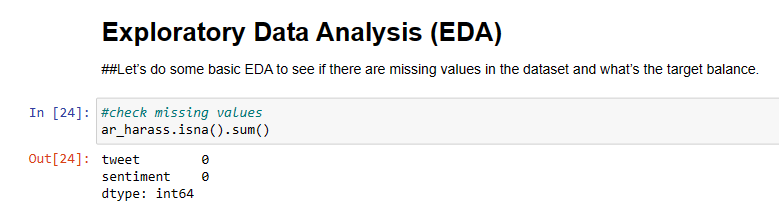 Exploratory Data Analysis (EDA)
##Let's do some basic EDA to see if there are missing values in the dataset and what's the target balance.
In [24]: #check missing values
ar_harass.isna().sum()
Out[24]: tweet        0
sentiment    0
dtype: int64